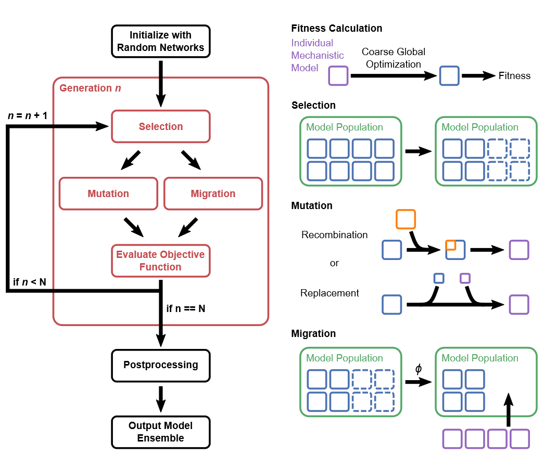 Initialize with
Random Networks
Generation n
n = n + 1
Selection
Mutation
Migration
Evaluate Objective
Function
if n < N
if n == N
Postprocessing
Output Model
Ensemble
Fitness Calculation
Individual
Mechanistic
Model
Coarse Global
Optimization
Fitness
Selection
Model Population
Model Population
Mutation
Recombination
or
Replacement
Migration
Model Population
ϕ
Model Population